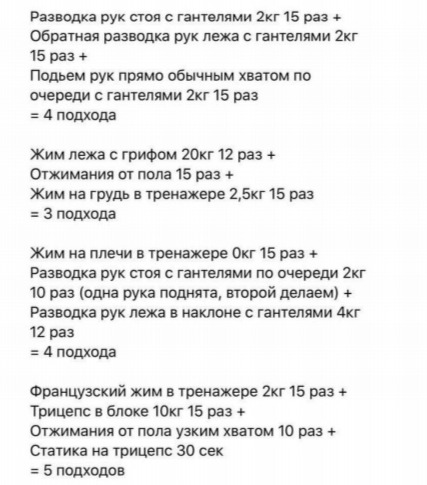 Разводка рук стоя с гантелями 2кг 15 раз +
Обратная разводка рук лежа с гантелями 2кг
15 раз +
Подьем рук прямо обычным хватом по
очереди с гантелями 2кг 15 раз
= 4 подхода
Жим лежа с грифом 20кг 12 раз +
Отжимания от пола 15 раз +
Жим на грудь в тренажере 2,5кг 15 раз
= 3 подхода
Жим на плечи в тренажере 0кг 15 раз +
Разводка рук стоя с гантелями по очереди 2кг
10 раз (одна рука поднята, второй делаем) +
Разводка рук лежа в наклоне с гантелями 4кг
12 раз
= 4 подхода
Французский жим в тренажере 2кг 15 раз +
Трицепс в блоке 10кг 15 раз +
Отжимания от пола узким хватом 10 раз +
Статика на трицепс 30 сек
= 5 подходов